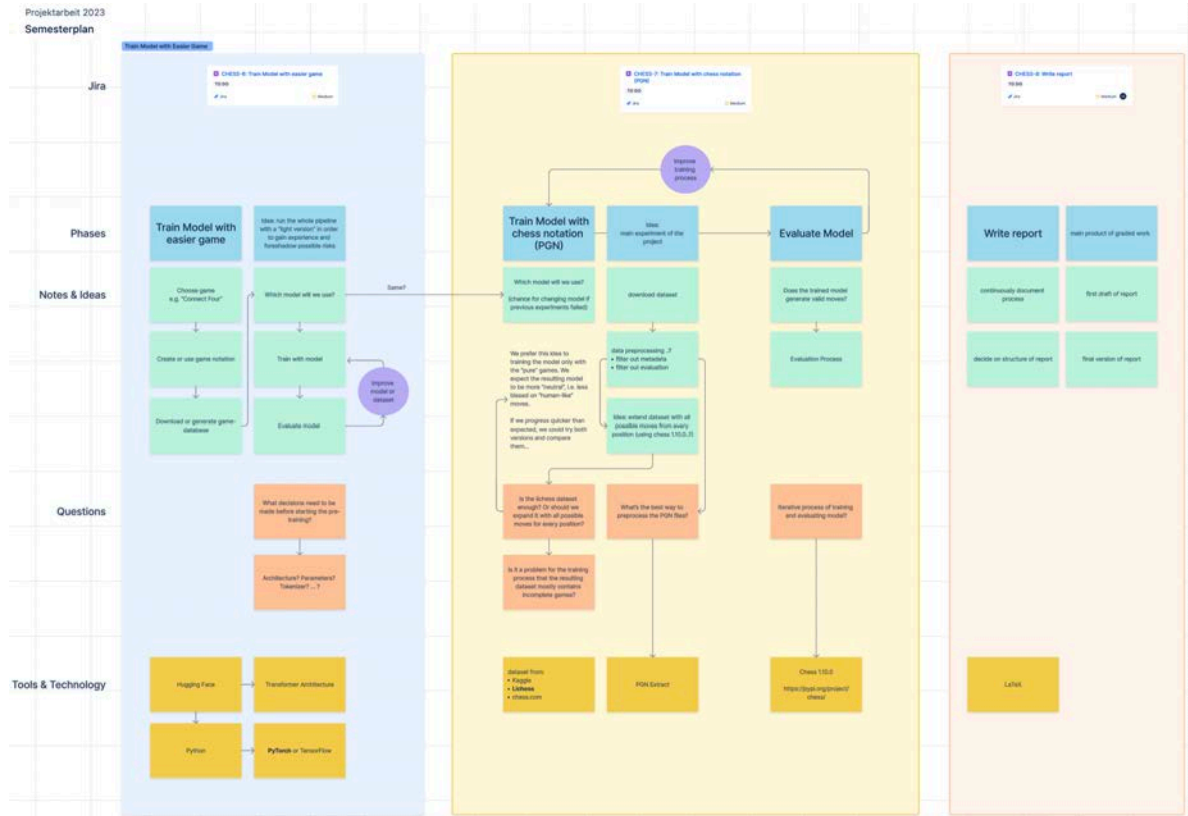 Projektarbeit 2023
Semesterplan
Train Model with Easier Game
Jira
CHESS-6: Train Model with easier game
TO DO
Jira
Medium
CHESS-7: Train Model with chess notation
(PGN)
TO DO
Jira
Medium
Write report
TO DO
Jira
Medium
Improve
training
process
Phases
Train Model with
easier game
Idea: run the whole pipeline
with a "light version" in order
to gain experience and
foreshadow possible risks
Train Model with
chess notation
(PGN)
Idea:
main experiment of the
project
Evaluate Model
Write report
main product of graded work
Notes & Ideas
Choose game
e.g. "Connect Four"
Which model will we use?
Same?
Which model will we use?
(chance for changing model if
previous experiments failed)
download dataset
Does the trained model
generate valid moves?
continuously document
process
first draft of report
Create or use game notation
Train with model
Improve
model or
dataset
We prefer this idea to
training the model only with
the "pure" games. We
expect the resulting model
to be more "neutral", i.e. less
biased on "human-like"
moves.
If we progress quicker than
expected, we could try both
versions and compare
them...
data preprocessing ..?
• filter out metadata
• filter out evaluation
Evaluation Process
decide on structure of report
final version of report
Download or generate game-
database
Evaluate model
Idea: extend dataset with all
possible moves from every
position (using chess 1.10.0 ?)
Questions
What decisions need to be
made before starting the pre-
training?
Is the lichess dataset
enough? Or should we
expand it with all possible
moves for every position?
What's the best way to
preprocess the PGN files?
Iterative process of training
and evaluating model?
Architecture? Parameters?
Tokenizer? ... ?
Is it a problem for the training
process that the resulting
dataset mostly contains
incomplete games?
Tools & Technology
Hugging Face
Transformer Architecture
dataset from:
• Kaggle
• Lichess
• chess.com
PGN Extract
Chess 1.10.0
https://pypi.org/project/
chess/
LaTeX
Python
PyTorch or TensorFlow